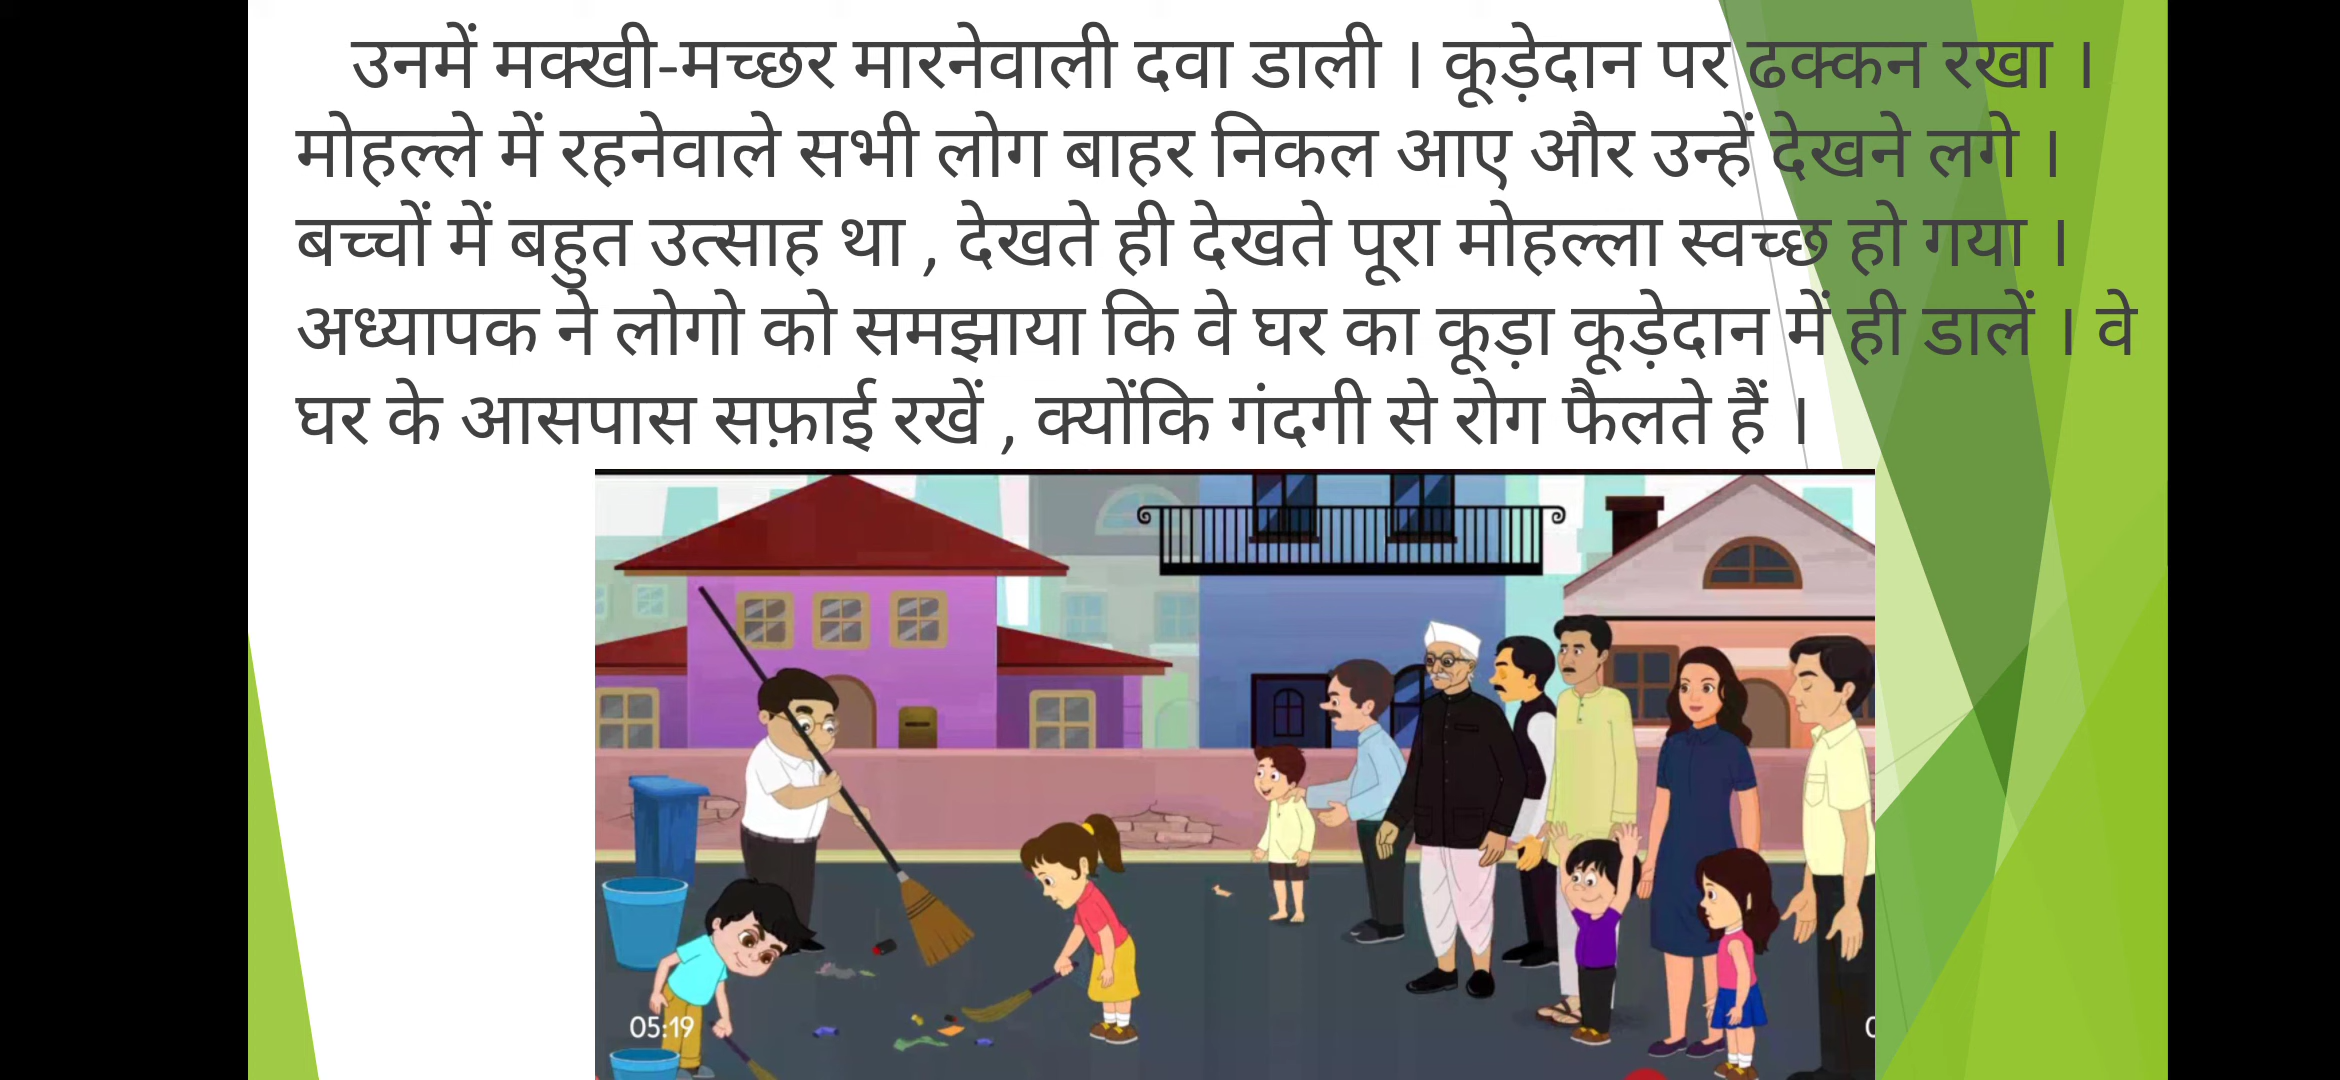 उनमें मक्खी-मच्छर मारनेवाली दवा डाली । कूड़ेदान पर ढक्कन रखा ।
मोहल्ले में रहनेवाले सभी लोग बाहर निकल आए और उन्हें देखने लगे ।
बच्चों में बहुत उत्साह था , देखते ही देखते पूरा मोहल्ला स्वच्छ हो गया ।
अध्यापक ने लोगो को समझाया कि वे घर का कूड़ा कूड़ेदान में ही डालें । वे
घर के आसपास सफ़ाई रखें , क्योंकि गंदगी से रोग फैलते हैं ।
05:19